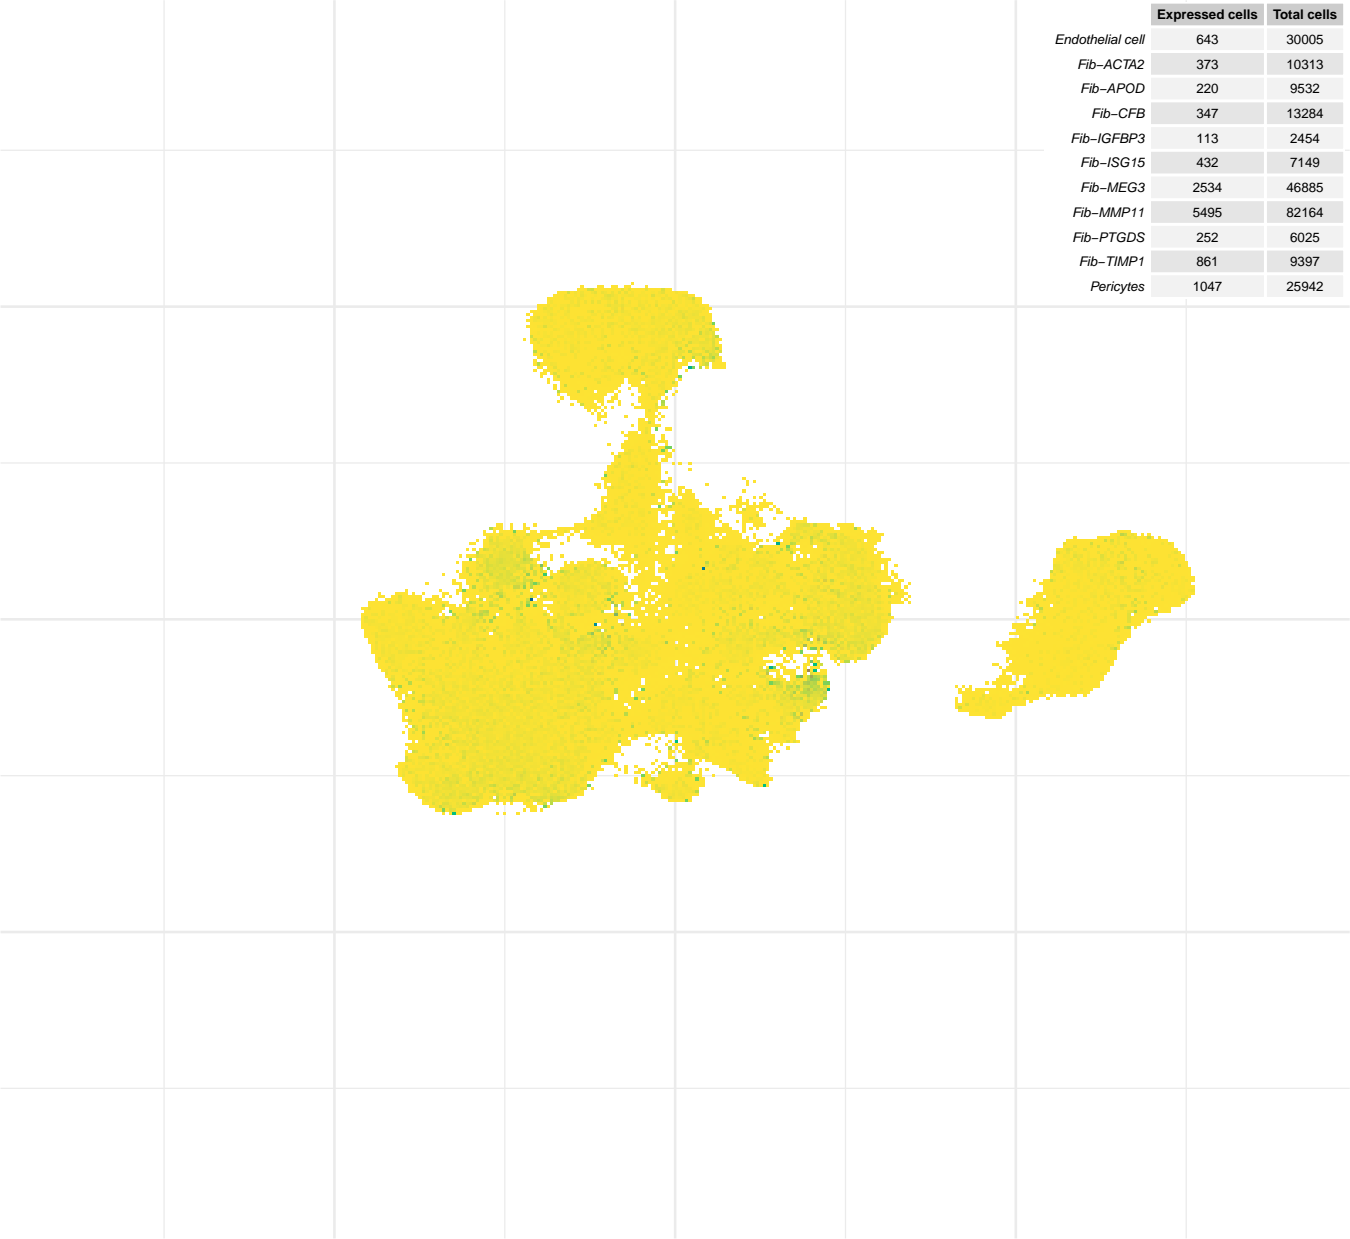 Expressed cells Total cells
Endothelial cell 643 30005
Fib−ACTA2 373 10313
Fib−APOD 220 9532
Fib−CFB 347 13284
Fib−IGFBP3 113 2454
Fib−ISG15 432 7149
Fib−MEG3 2534 46885
Fib−MMP11 5495 82164
Fib−PTGDS 252 6025
Fib−TIMP1 861 9397
Pericytes 1047 25942